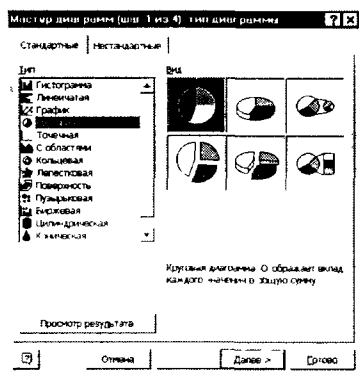 Мастер диаграмм (шаг 1 из 4): тип диаграммы
Стандартные Нестандартные
Тип
Гистограмма
Линейчатая
График
Точечная
С областями
Кольцевая
Лепестковая
Поверхность
Пузырьковая
Биржевая
Цилиндрическая
Коническая
Вид
Круговая диаграмма. Отображает вклад
каждого значения в общую сумму.
Просмотр результата
Отмена Далее > Готово